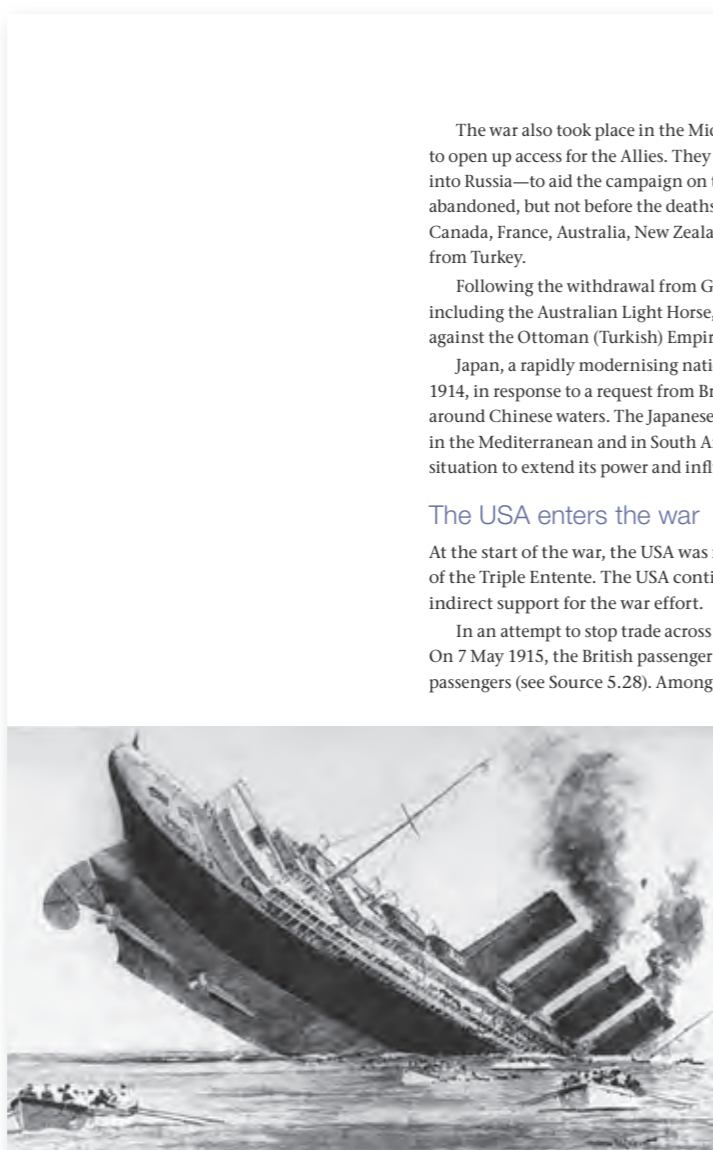 The war also took place in the Mic
to open up access for the Allies. They
into Russia—to aid the campaign on t
abandoned, but not before the deaths
Canada, France, Australia, New Zeala
from Turkey.
Following the withdrawal from G
including the Australian Light Horse,
against the Ottoman (Turkish) Empir
Japan, a rapidly modernising nati
1914, in response to a request from Br
around Chinese waters. The Japanese
in the Mediterranean and in South A
situation to extend its power and infl
The USA enters the war
At the start of the war, the USA was
of the Triple Entente. The USA conti
indirect support for the war effort.
In an attempt to stop trade across
On 7 May 1915, the British passenger
passengers (see Source 5.28). Among